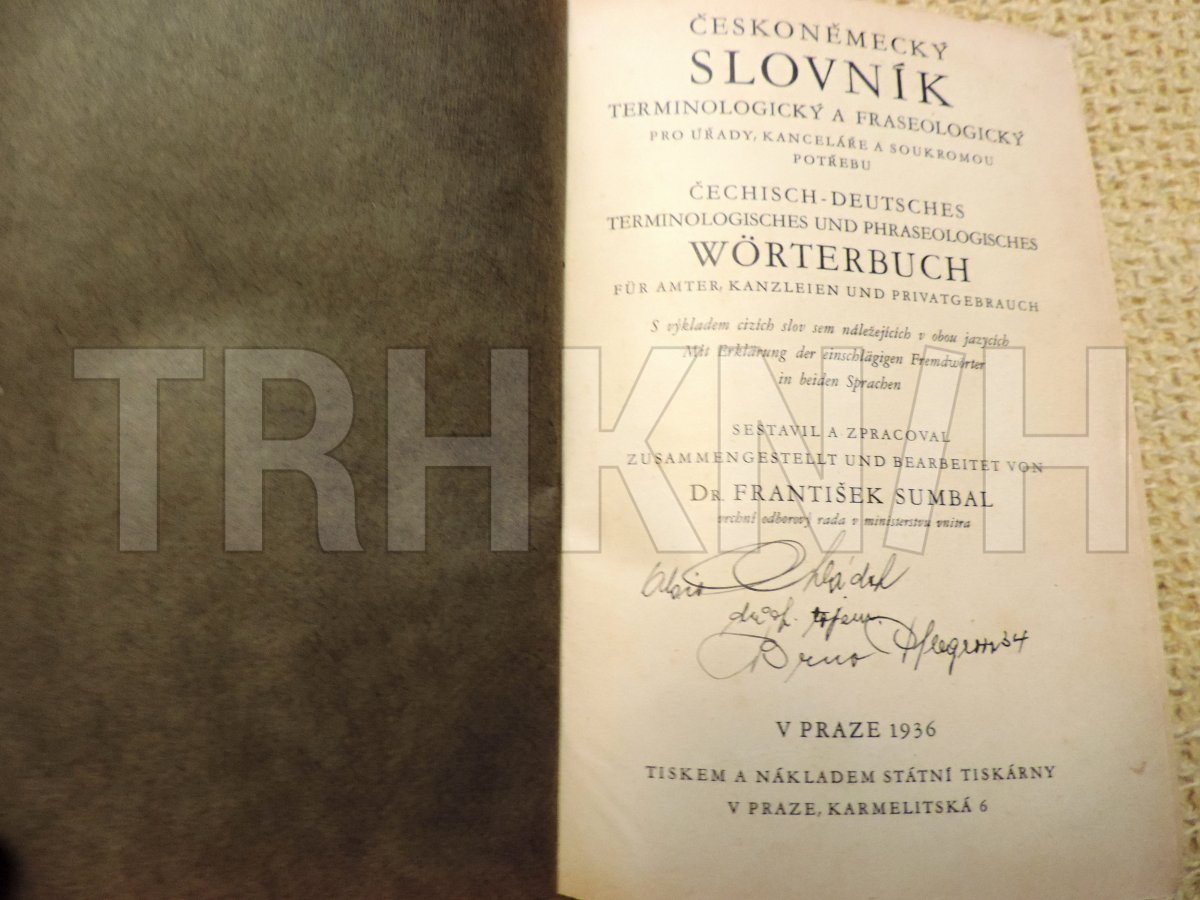 ČESKONĚMECKÝ
SLOVNÍK
TERMINOLOGICKÝ A FRASEOLOGICKÝ
PRO ÚŘADY, KANCELÁŘE A SOUKROMOU
POTŘEBU
ČECHISCH-DEUTSCHES
TERMINOLOGISCHES UND PHRASEOLOGISCHES
WÖRTERBUCH
FÜR AMTER, KANZLEIEN UND PRIVATGEBRAUCH
S výkladem cizích slov sem náležejících v obou jazycích
Mit Erklärung der einschlägigen Fremdwörter
in beiden Sprachen
TRHKNIH
SESTAVIL A ZPRACOVAL
ZUSAMMENGESTELLT UND BEARBEITET VON
DR. FRANTIŠEK SUMBAL
vrchní odborový rada v ministerstvu vnitra
Chládek
Brno
V PRAZE 1936
TISKEM A NÁKLADEM STÁTNÍ TISKÁRNY
V PRAZE, KARMELITSKÁ 6